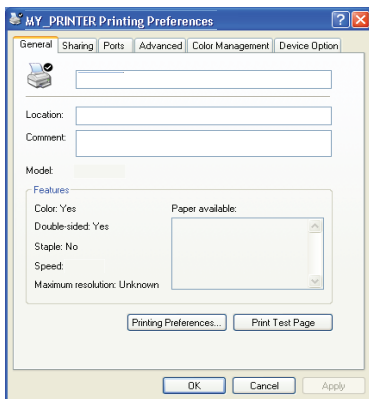 MY_PRINTER Printing Preferences
General Sharing Ports Advanced Color Management Device Option
Location:
Comment:
Model:
Features
Color: Yes Paper available:
Double-sided: Yes
Staple: No
Speed:
Maximum resolution: Unknown
Printing Preferences... Print Test Page
OK Cancel Apply